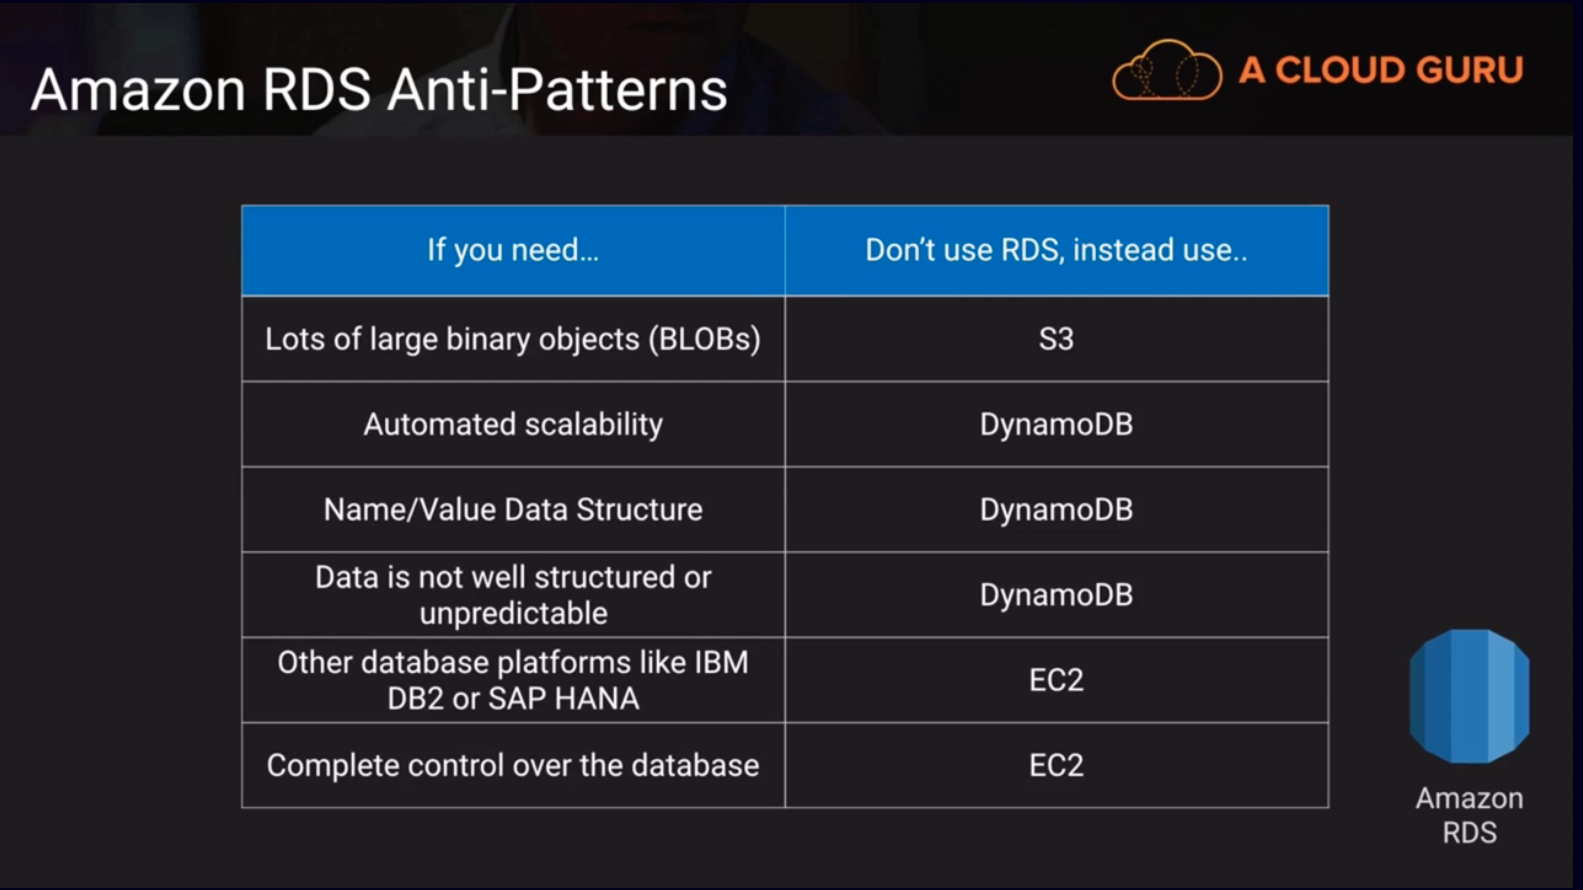 Amazon RDS Anti-Patterns
A CLOUD GURU
If you need...
Don't use RDS, instead use..
Lots of large binary objects (BLOBs)
S3
Automated scalability
DynamoDB
Name/Value Data Structure
DynamoDB
Data is not well structured or
unpredictable
DynamoDB
Other database platforms like IBM
DB2 or SAP HANA
EC2
Complete control over the database
EC2
Amazon
RDS